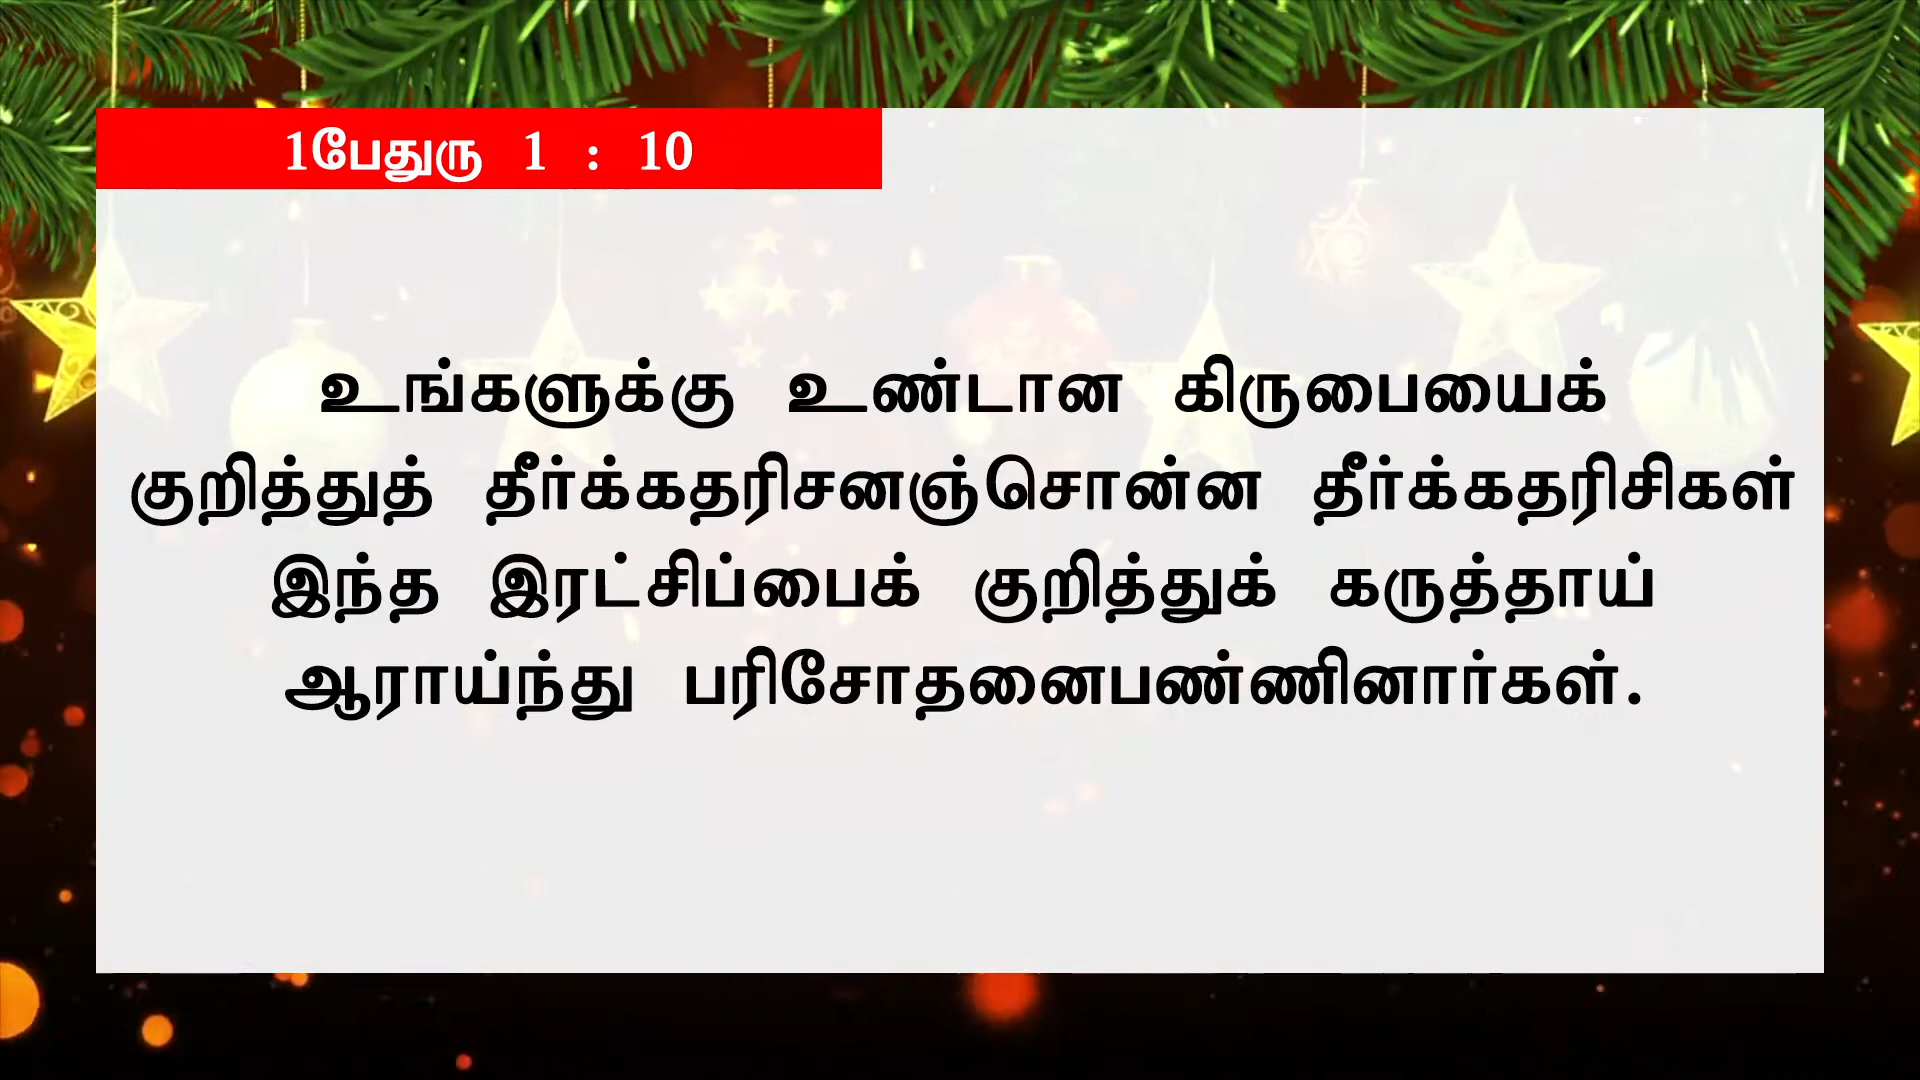 1பேதுரு 1 : 10
உங்களுக்கு உண்டான கிருபையைக்
குறித்துத் தீர்க்கதரிசனஞ்சொன்ன தீர்க்கதரிசிகள்
இந்த இரட்சிப்பைக் குறித்துக் கருத்தாய்
ஆராய்ந்து பரிசோதனைபண்ணினார்கள்.